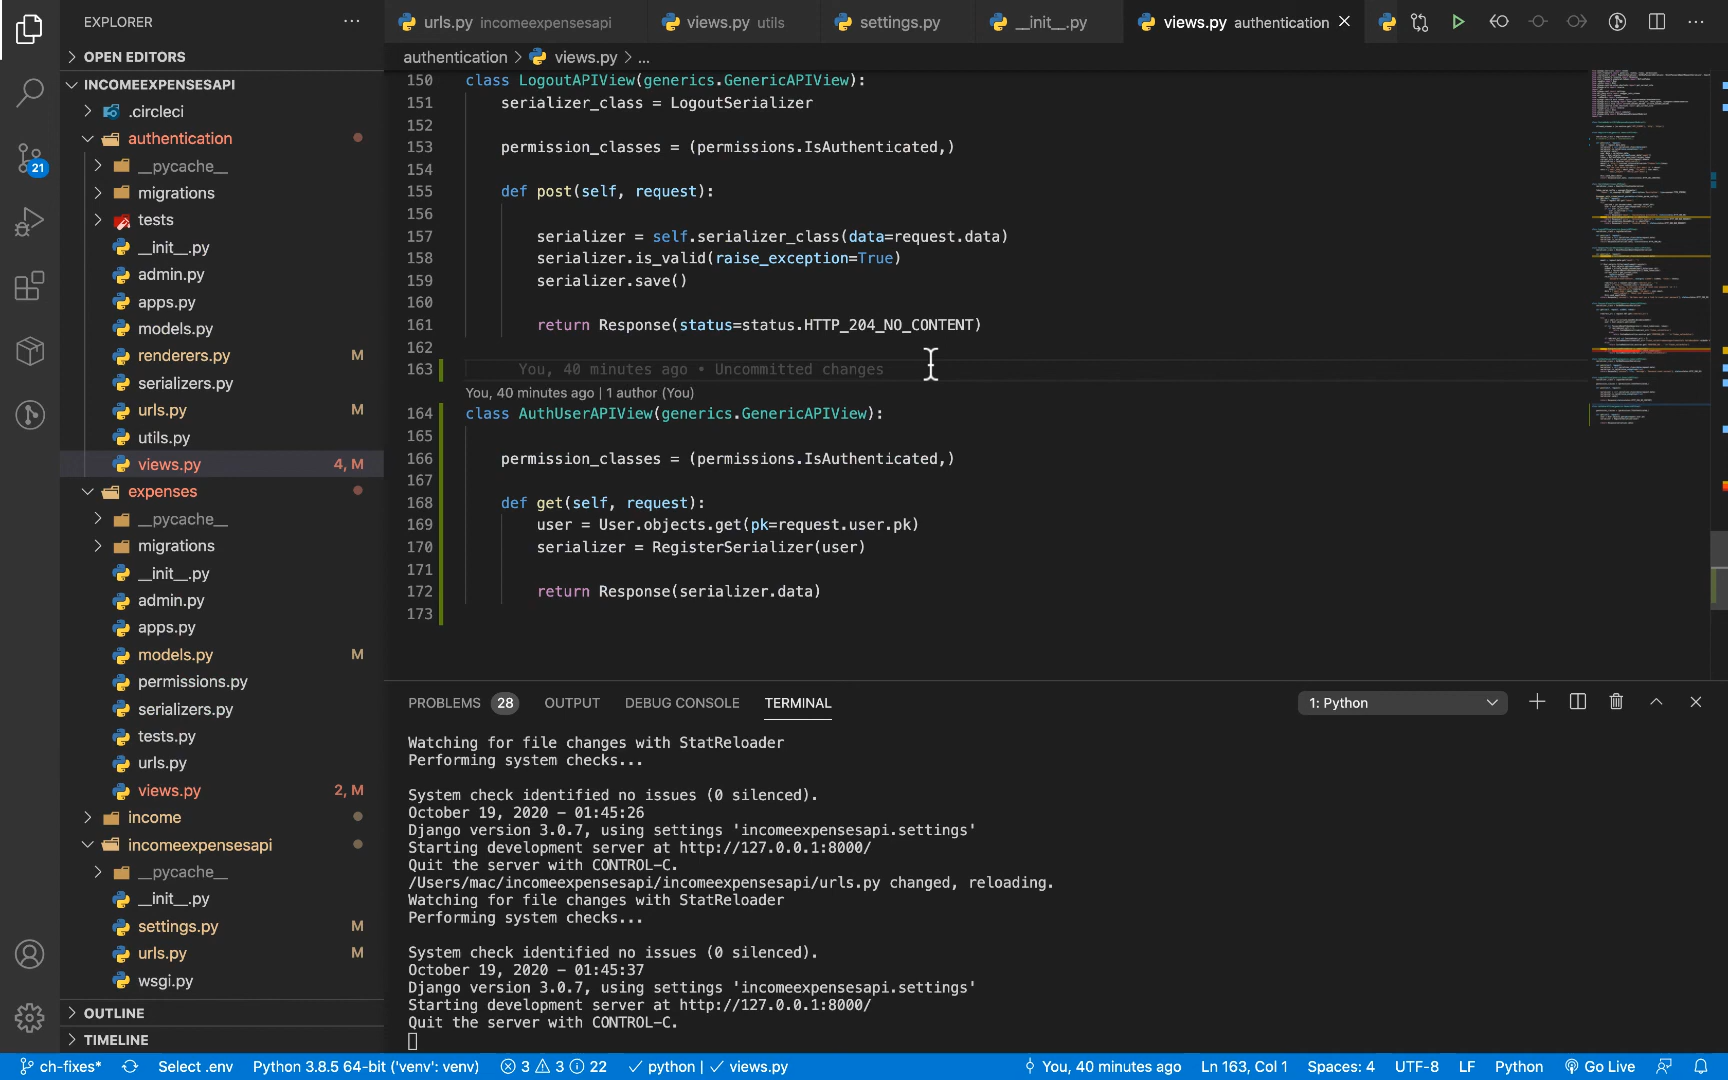 EXPLORER
OPEN EDITORS
INCOMEEXPENSESAPI
.circleci
authentication
__pycache__
migrations
tests
__init__.py
admin.py
apps.py
models.py
renderers.py M
serializers.py
urls.py M
utils.py
views.py 4, M
expenses
__pycache__
migrations
__init__.py
admin.py
apps.py
models.py M
permissions.py
serializers.py
tests.py
urls.py
views.py 2, M
income
incomeexpensesapi
__pycache__
__init__.py
settings.py M
urls.py M
wsgi.py
OUTLINE
TIMELINE
21
urls.py incomeexpensesapi views.py utils settings.py __init__.py views.py authentication
authentication > views.py > ...
150 class LogoutAPIView(generics.GenericAPIView):
151 serializer_class = LogoutSerializer
152
153 permission_classes = (permissions.IsAuthenticated,)
154
155 def post(self, request):
156
157 serializer = self.serializer_class(data=request.data)
158 serializer.is_valid(raise_exception=True)
159 serializer.save()
160
161 return Response(status=status.HTTP_204_NO_CONTENT)
162
163 You, 40 minutes ago • Uncommitted changes
You, 40 minutes ago | 1 author (You)
164 class AuthUserAPIView(generics.GenericAPIView):
165
166 permission_classes = (permissions.IsAuthenticated,)
167
168 def get(self, request):
169 user = User.objects.get(pk=request.user.pk)
170 serializer = RegisterSerializer(user)
171
172 return Response(serializer.data)
173
PROBLEMS 28 OUTPUT DEBUG CONSOLE TERMINAL 1: Python
Watching for file changes with StatReloader
Performing system checks...
System check identified no issues (0 silenced).
October 19, 2020 - 01:45:26
Django version 3.0.7, using settings 'incomeexpensesapi.settings'
Starting development server at http://127.0.0.1:8000/
Quit the server with CONTROL-C.
/Users/mac/incomeexpensesapi/incomeexpensesapi/urls.py changed, reloading.
Watching for file changes with StatReloader
Performing system checks...
System check identified no issues (0 silenced).
October 19, 2020 - 01:45:37
Django version 3.0.7, using settings 'incomeexpensesapi.settings'
Starting development server at http://127.0.0.1:8000/
Quit the server with CONTROL-C.
ch-fixes* Select .env Python 3.8.5 64-bit ('venv': venv) 3 3 22 python | views.py You, 40 minutes ago Ln 163, Col 1 Spaces: 4 UTF-8 LF Python Go Live